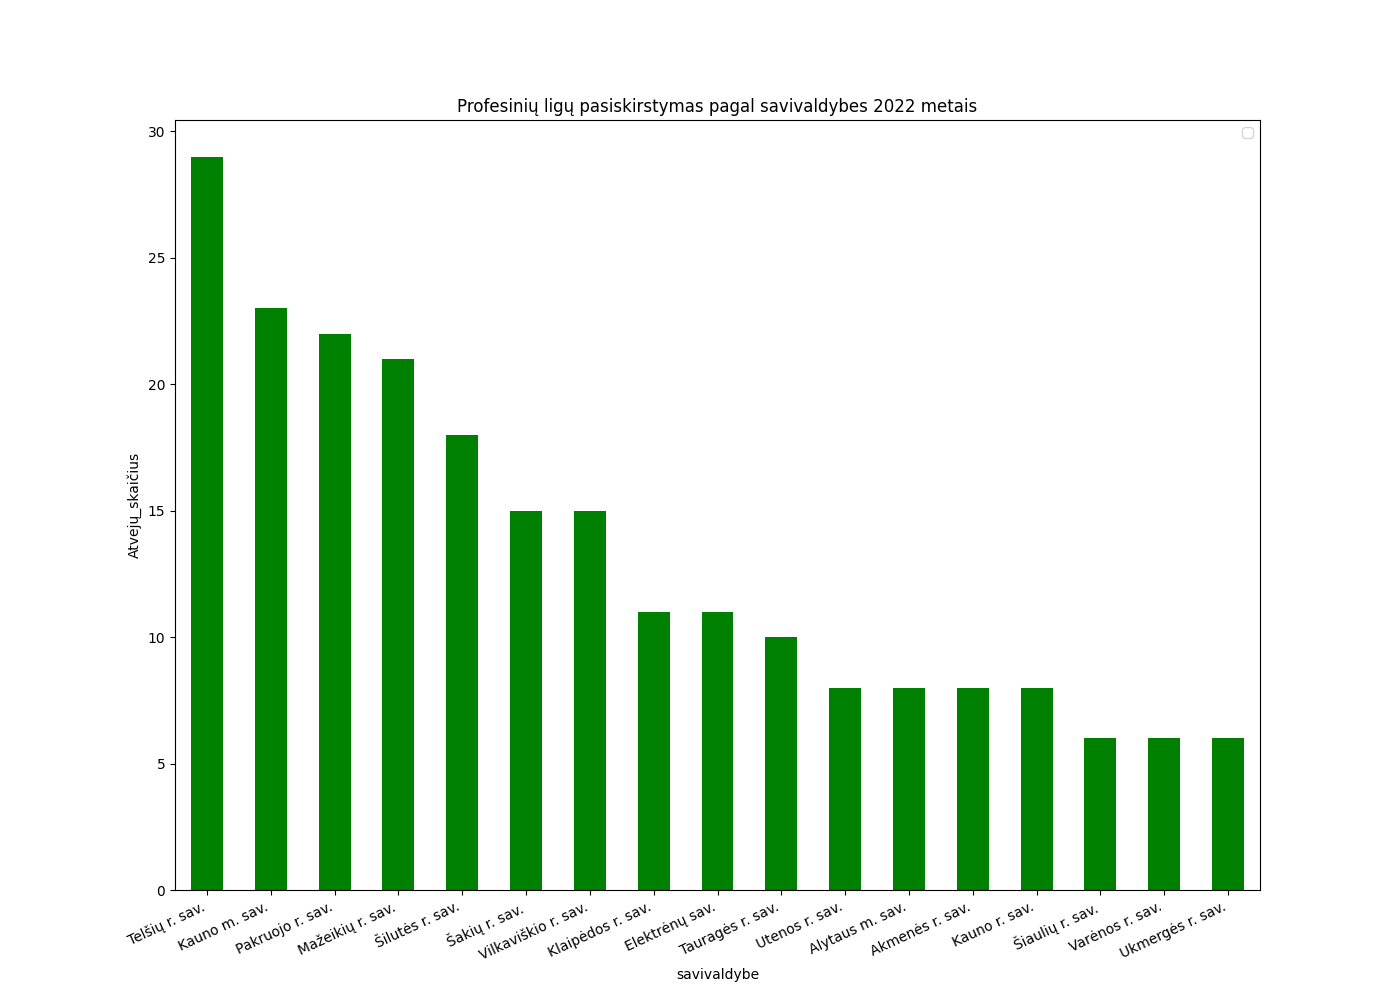 Profesinių ligų pasiskirstymas pagal savivaldybes 2022 metais
30
25
20
15
10
5
0
Atvejų_skaičius
Telšių r. sav.
Kauno m. sav.
Pakruojo r. sav.
Mažeikių r. sav.
Šilutės r. sav.
Šakių r. sav.
Vilkaviškio r. sav.
Klaipėdos r. sav.
Elektrėnų sav.
Tauragės r. sav.
Utenos r. sav.
Alytaus m. sav.
Akmenės r. sav.
Kauno r. sav.
Šiaulių r. sav.
Varėnos r. sav.
Ukmergės r. sav.
savivaldybe